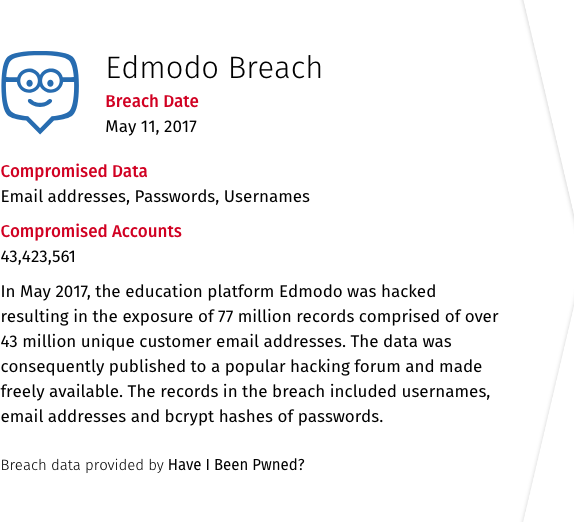 Edmodo Breach
Breach Date
May 11, 2017
Compromised Data
Email addresses, Passwords, Usernames
Compromised Accounts
43,423,561
In May 2017, the education platform Edmodo was hacked
resulting in the exposure of 77 million records comprised of over
43 million unique customer email addresses. The data was
consequently published to a popular hacking forum and made
freely available. The records in the breach included usernames,
email addresses and bcrypt hashes of passwords.
Breach data provided by Have I Been Pwned?